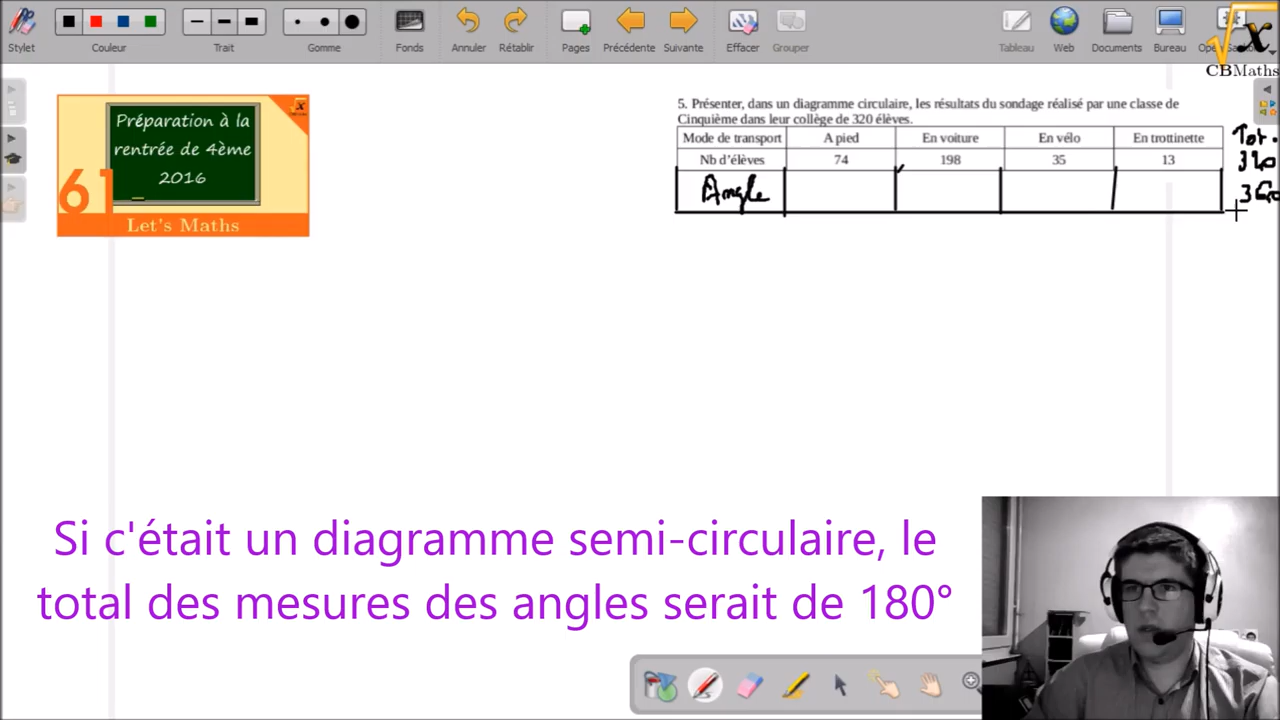 Stylet
Couleur
Trait
Gomme
Fonds
Annuler
Rétablir
Pages
Précédente
Suivante
Effacer
Grouper
Tableau
Web
Documents
Bureau
CBMaths
Préparation à la
rentrée de 4ème
2016
61
Let's Maths
5. Présenter, dans un diagramme circulaire, les résultats du sondage réalisé par une classe de
Cinquième dans leur collège de 320 élèves.
Mode de transport A pied En voiture En vélo En trottinette Tot.
Nb d'élèves 74 198 35 13 320
Angle 360
Si c'était un diagramme semi-circulaire, le
total des mesures des angles serait de 180°